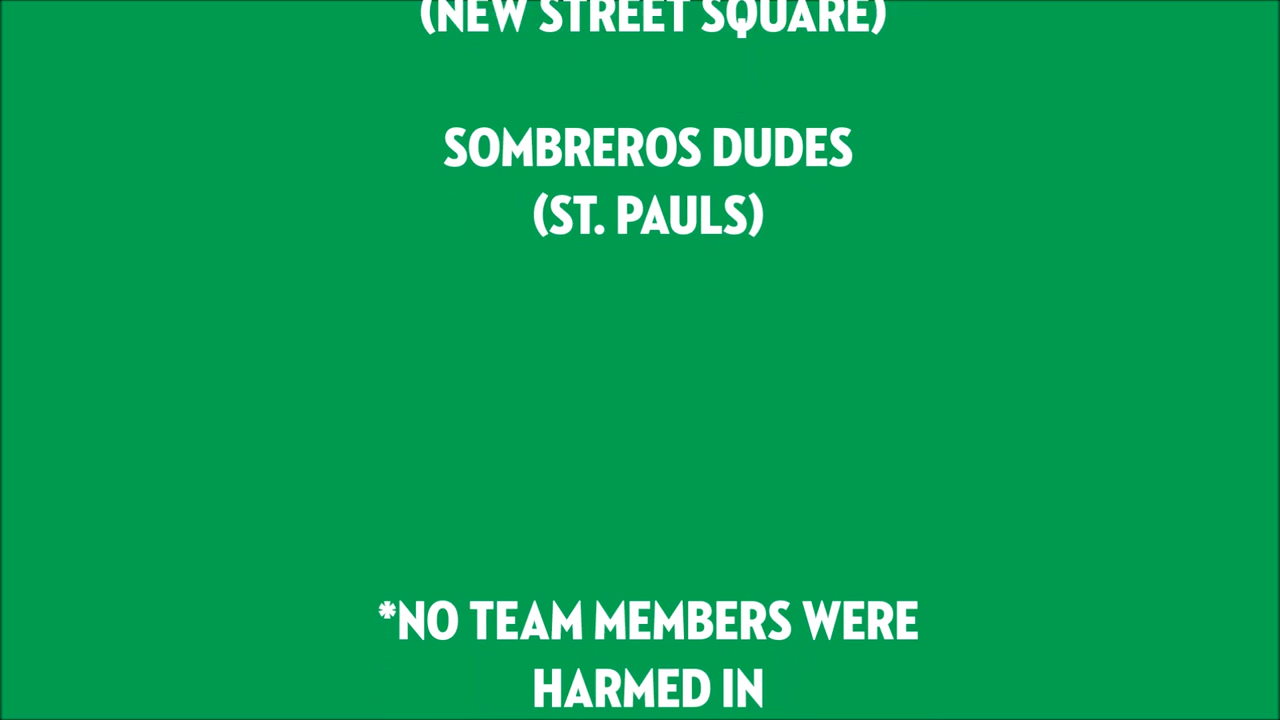 (NEW STREET SQUARE)
SOMBREROS DUDES
(ST. PAULS)
*NO TEAM MEMBERS WERE
HARMED IN